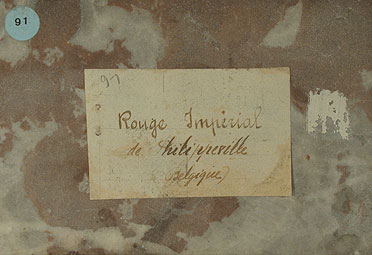 91
91
Rouge Impérial
de Philippeville
(Belgique)